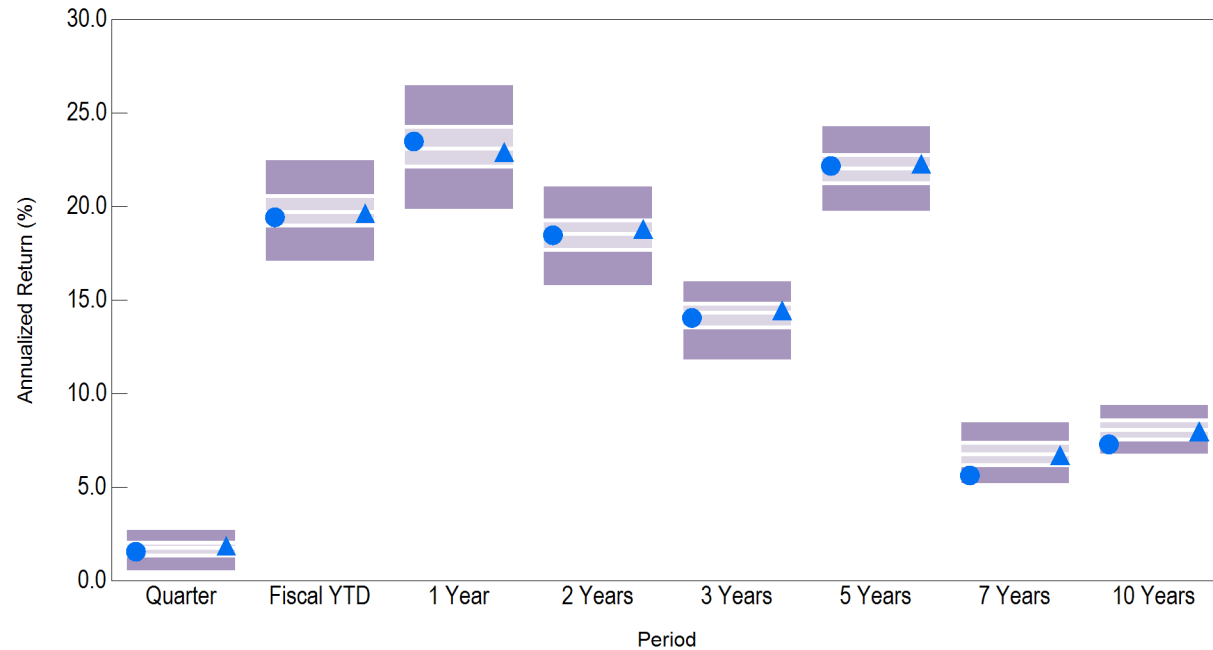 30.0
25.0
20.0
15.0
10.0
5.0
0.0
Annualized Return (%)
Quarter Fiscal YTD 1 Year 2 Years 3 Years 5 Years 7 Years 10 Years
Period